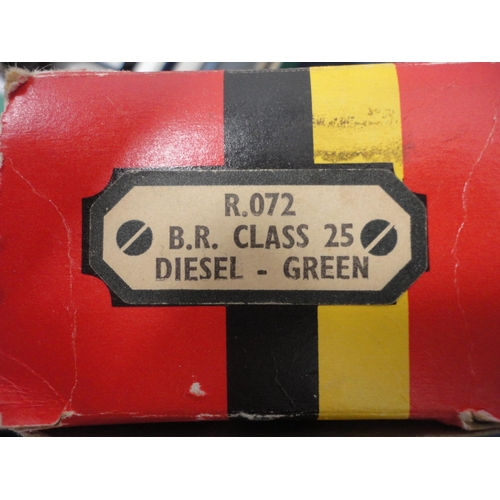 R.072
B.R. CLASS 25
DIESEL - GREEN